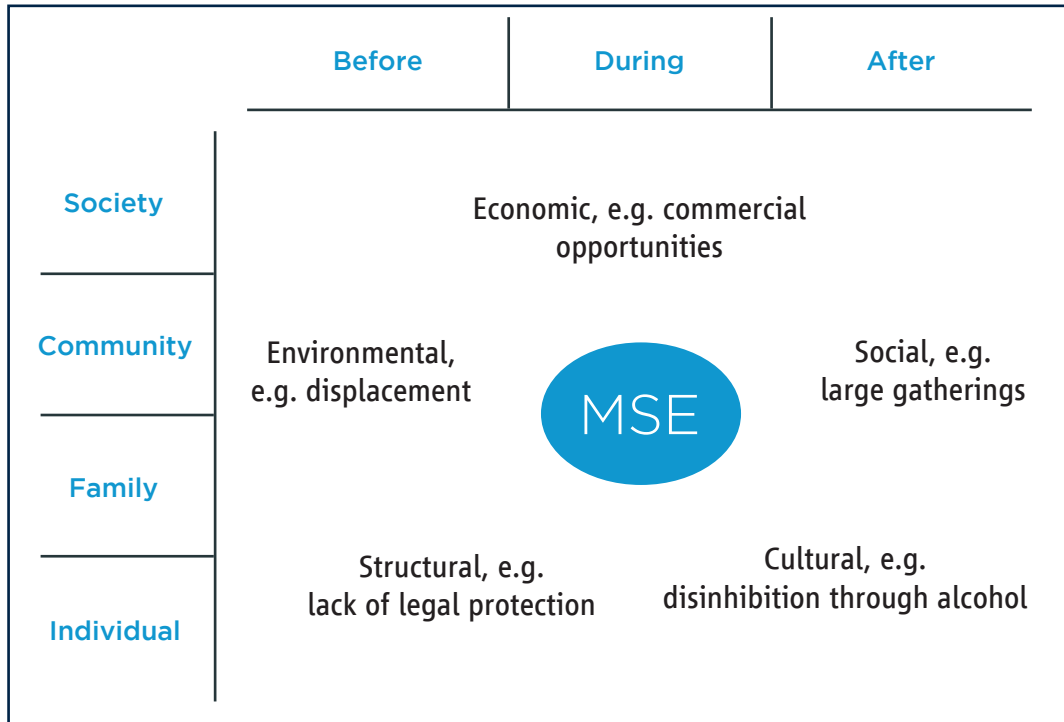 Before
During
After
Society
Economic, e.g. commercial
opportunities
Community
Environmental,
e.g. displacement
MSE
Social, e.g.
large gatherings
Family
Structural, e.g.
lack of legal protection
Cultural, e.g.
disinhibition through alcohol
Individual